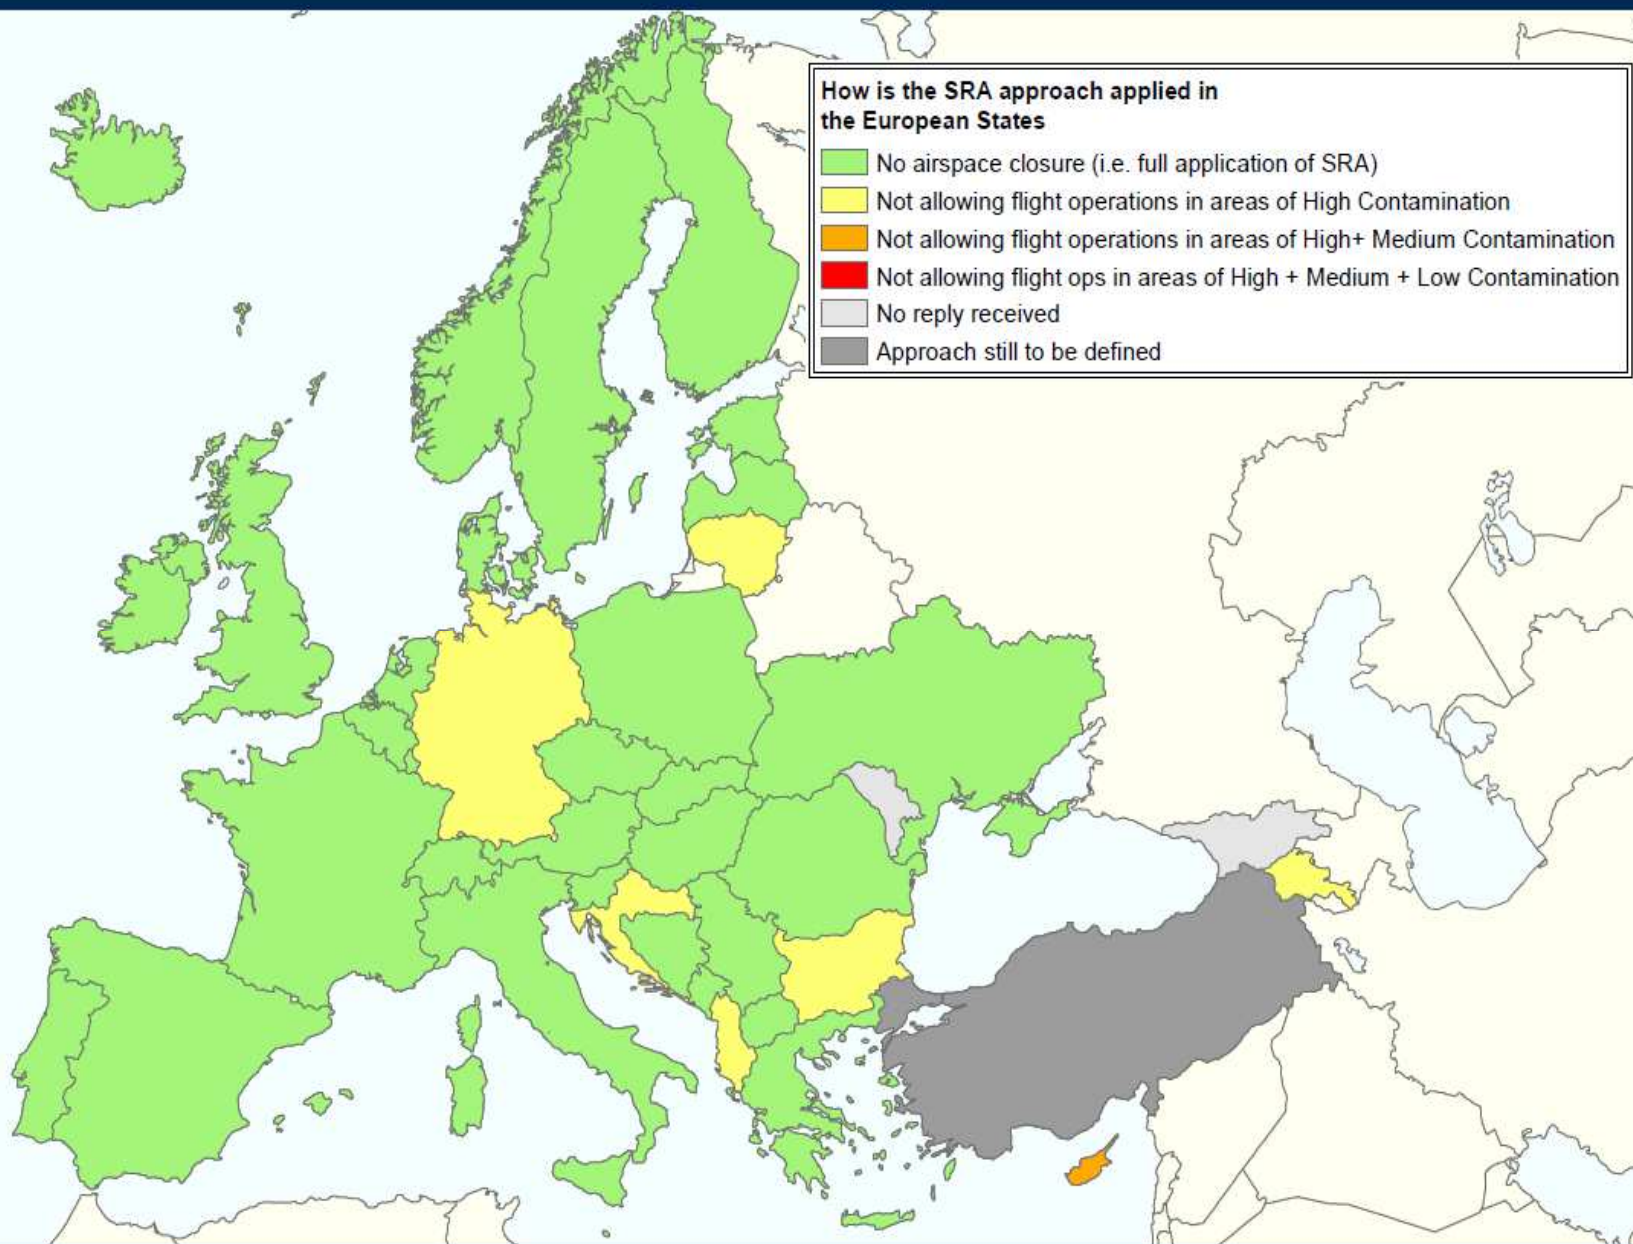 How is the SRA approach applied in
the European States
No airspace closure (i.e. full application of SRA)
Not allowing flight operations in areas of High Contamination
Not allowing flight operations in areas of High+ Medium Contamination
Not allowing flight ops in areas of High + Medium + Low Contamination
No reply received
Approach still to be defined